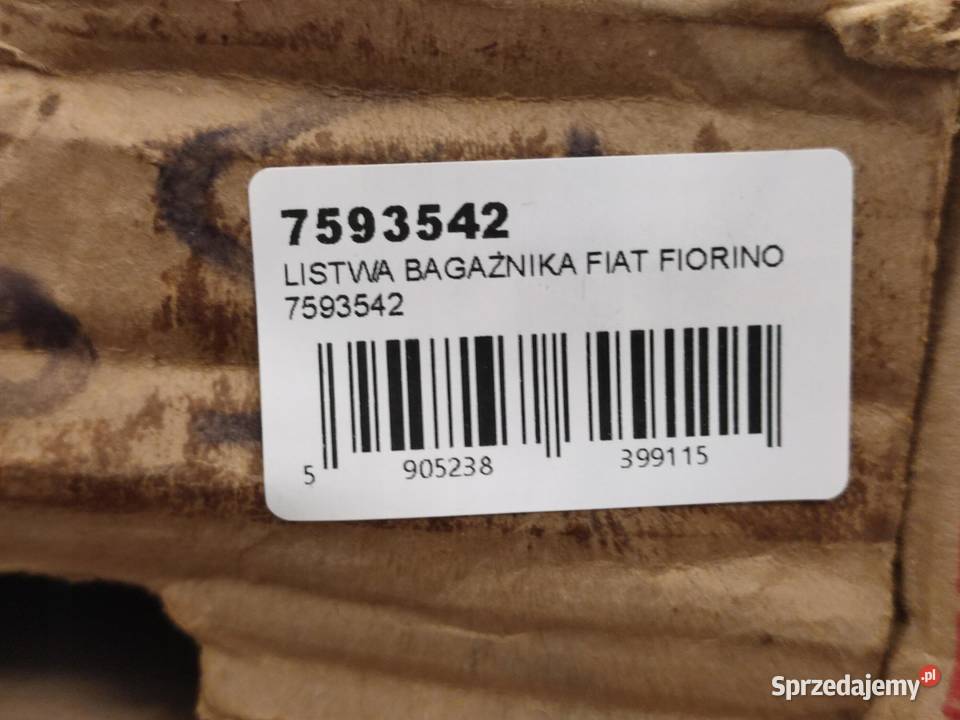 7593542
LISTWA BAGAŻNIKA FIAT FIORINO
7593542
5 905238 399115
Sprzedajemy.pl